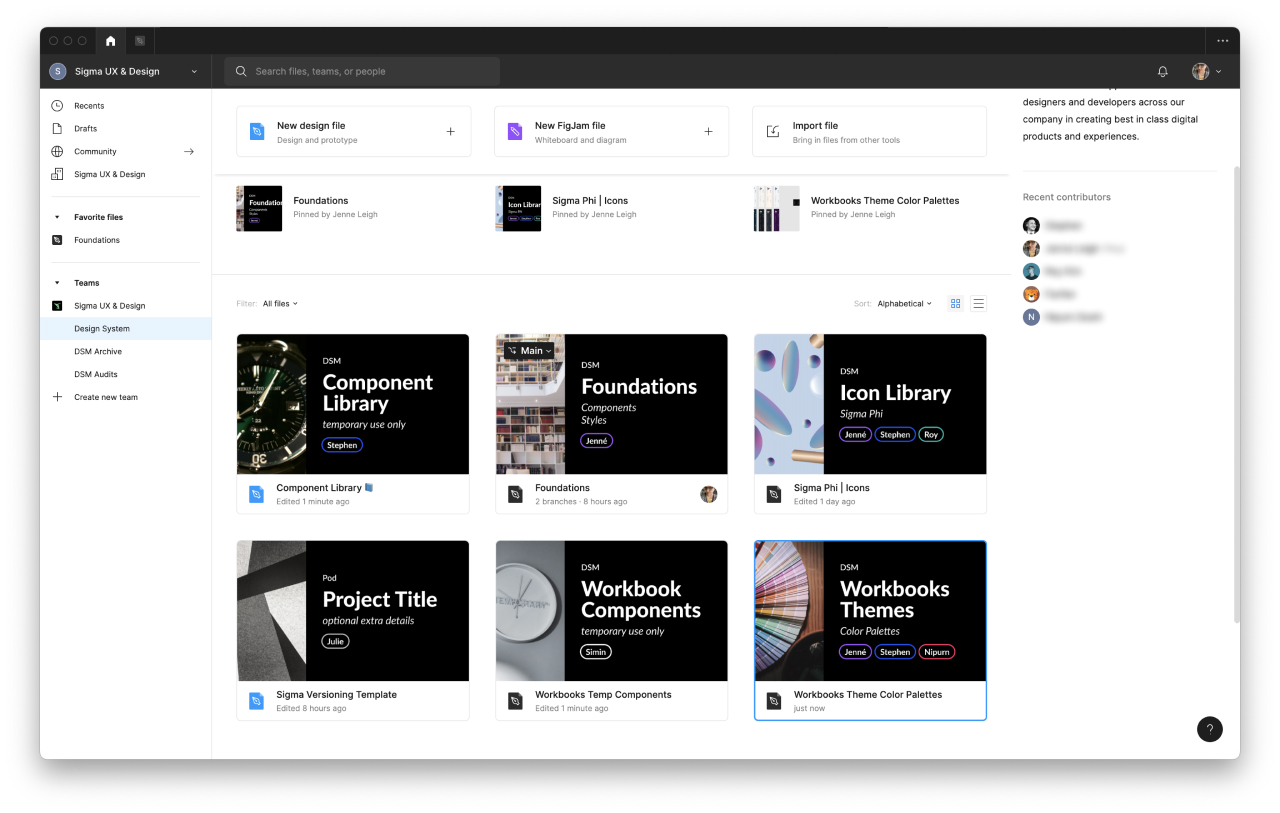 S
Sigma UX & Design
Search files, teams, or people
Recents
Drafts
Community
Sigma UX & Design
Favorite files
Foundations
Teams
Sigma UX & Design
Design System
DSM Archive
DSM Audits
Create new team
New design file
Design and prototype
New FigJam file
Whiteboard and diagram
Import file
Bring in files from other tools
designers and developers across our
company in creating best in class digital
products and experiences.
Foundations
Pinned by Jenne Leigh
Sigma Phi | Icons
Pinned by Jenne Leigh
Workbooks Theme Color Palettes
Pinned by Jenne Leigh
Recent contributors
N
Filter: All files
Sort: Alphabetical
DSM
Component
Library
temporary use only
Stephen
Component Library
Edited 1 minute ago
Main
DSM
Foundations
Components
Styles
Jenné
Foundations
2 branches · 8 hours ago
DSM
Icon Library
Sigma Phi
Jenné Stephen Roy
Sigma Phi | Icons
Edited 1 day ago
Pod
Project Title
optional extra details
Julie
Sigma Versioning Template
Edited 8 hours ago
DSM
Workbook
Components
temporary use only
Simin
Workbooks Temp Components
Edited 1 minute ago
DSM
Workbooks
Themes
Color Palettes
Jenné Stephen Nipurn
Workbooks Theme Color Palettes
just now
?